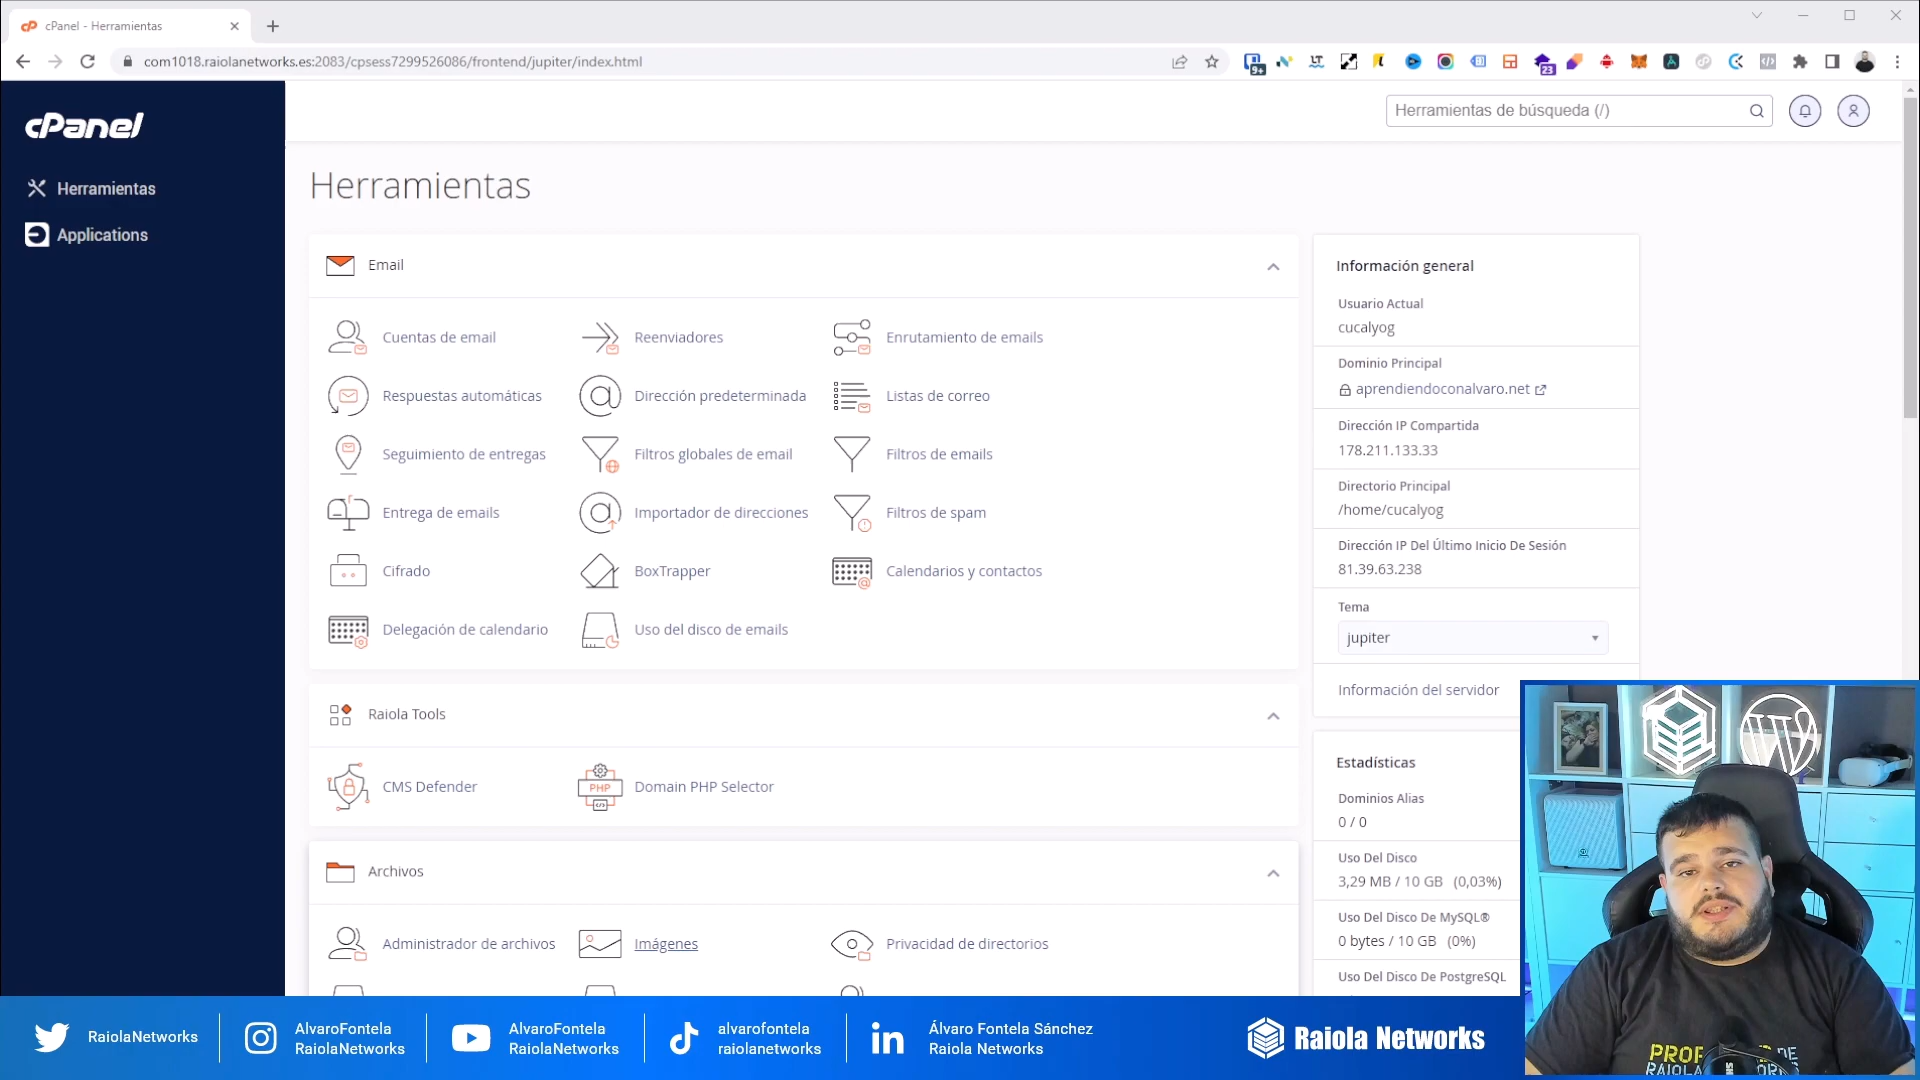 cPanel - Herramientas
com1018.raiolanetworks.es:2083/cpsess7299526086/frontend/jupiter/index.html
9+
23
cPanel
Herramientas de búsqueda (/)
Herramientas
Applications
Herramientas
Email
Cuentas de email
Reenviadores
Enrutamiento de emails
Respuestas automáticas
Dirección predeterminada
Listas de correo
Seguimiento de entregas
Filtros globales de email
Filtros de emails
Entrega de emails
Importador de direcciones
Filtros de spam
Cifrado
BoxTrapper
Calendarios y contactos
Delegación de calendario
Uso del disco de emails
Raiola Tools
CMS Defender
PHP
Domain PHP Selector
Archivos
Administrador de archivos
Imágenes
Privacidad de directorios
Información general
Usuario Actual
cucalyog
Dominio Principal
aprendiendoconalvaro.net
Dirección IP Compartida
178.211.133.33
Directorio Principal
/home/cucalyog
Dirección IP Del Último Inicio De Sesión
81.39.63.238
Tema
jupiter
Información del servidor
Estadísticas
Dominios Alias
0 / 0
Uso Del Disco
3,29 MB / 10 GB (0,03%)
Uso Del Disco De MySQL®
0 bytes / 10 GB (0%)
Uso Del Disco De PostgreSQL
RaiolaNetworks
AlvaroFontela
RaiolaNetworks
AlvaroFontela
RaiolaNetworks
alvarofontela
raiolanetworks
Álvaro Fontela Sánchez
Raiola Networks
Raiola Networks